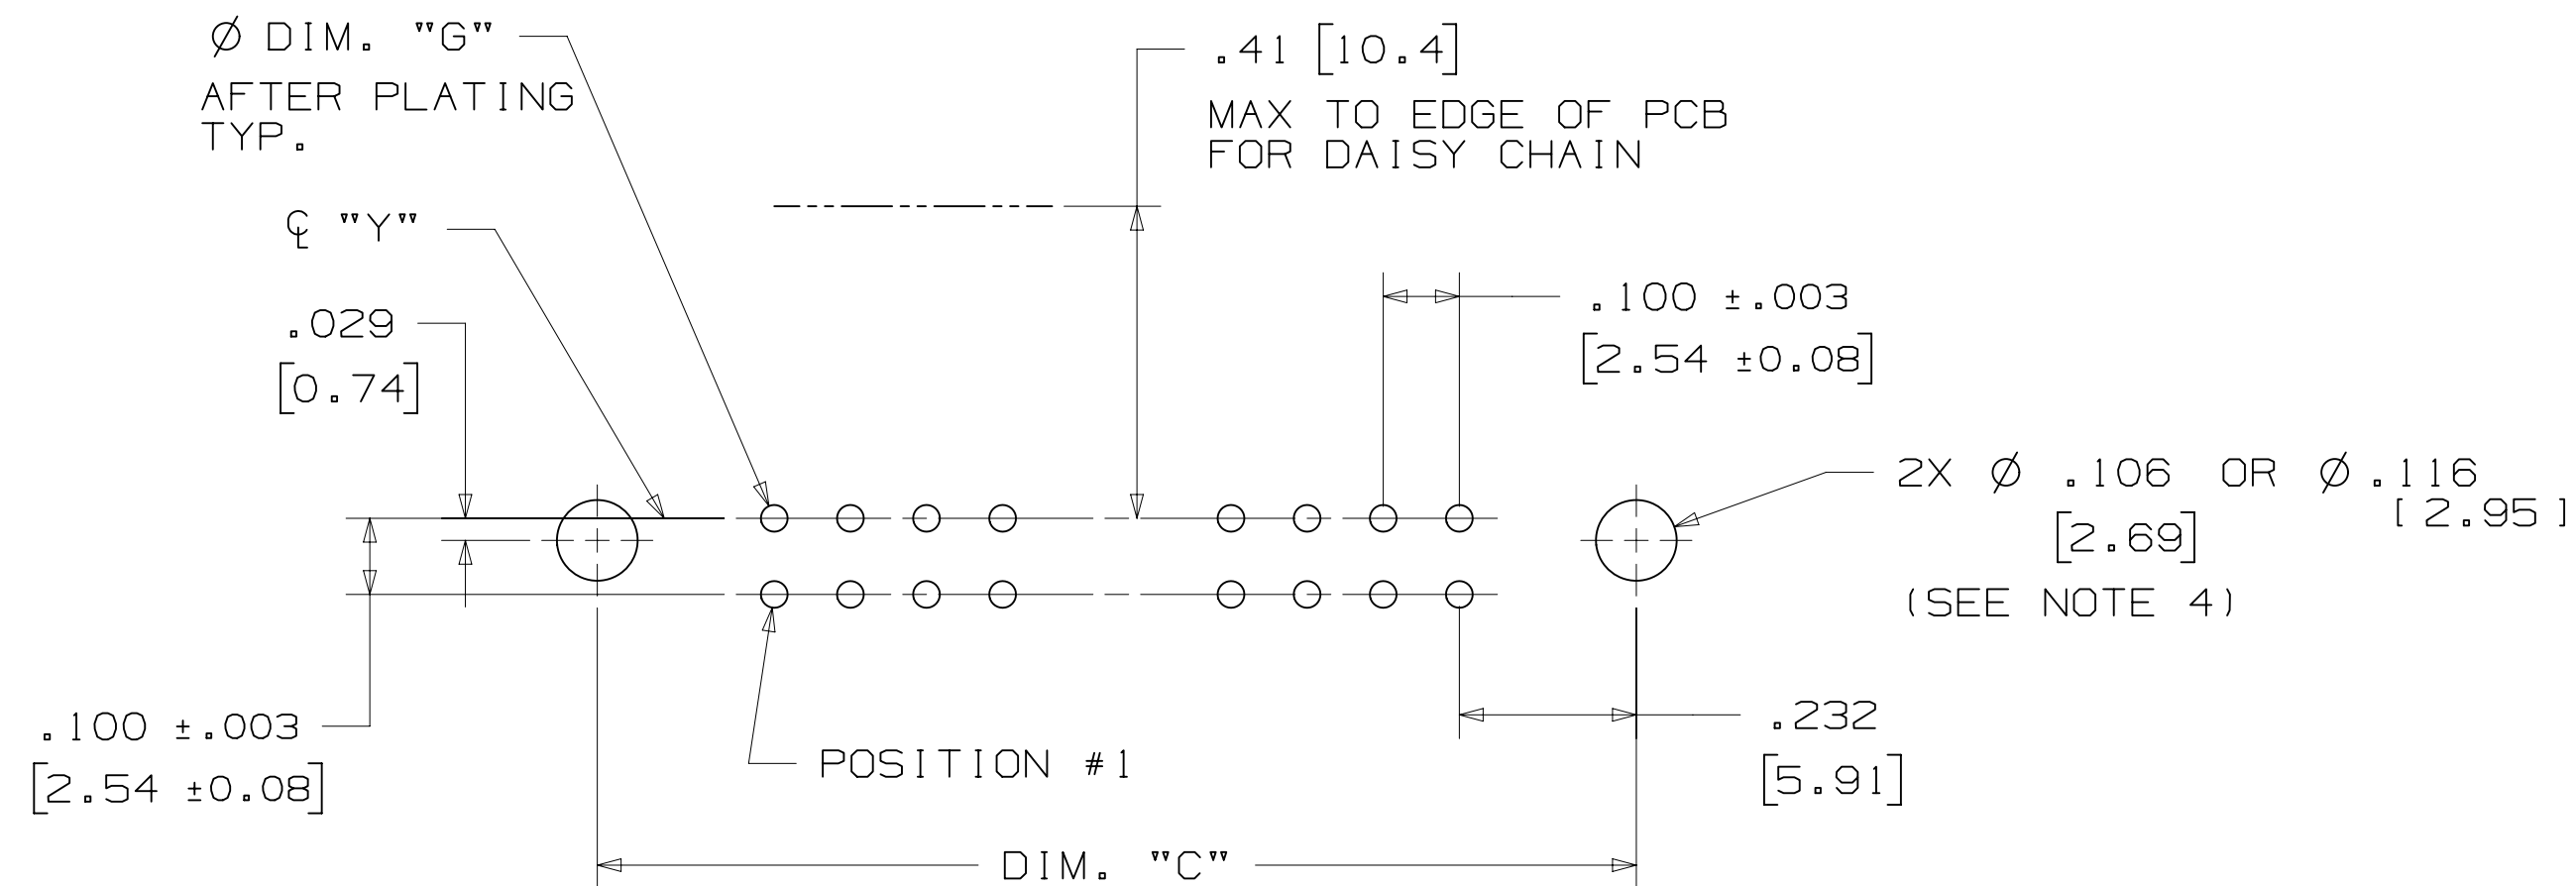 Ø DIM. "G"
AFTER PLATING
TYP.
.41 [10.4]
MAX TO EDGE OF PCB
FOR DAISY CHAIN
℄ "Y"
.029
[0.74]
.100 ±.003
[2.54 ±0.08]
2X Ø .106 OR Ø .116
[2.69] [2.95]
(SEE NOTE 4)
.100 ±.003
[2.54 ±0.08]
POSITION #1
.232
[5.91]
DIM. "C"